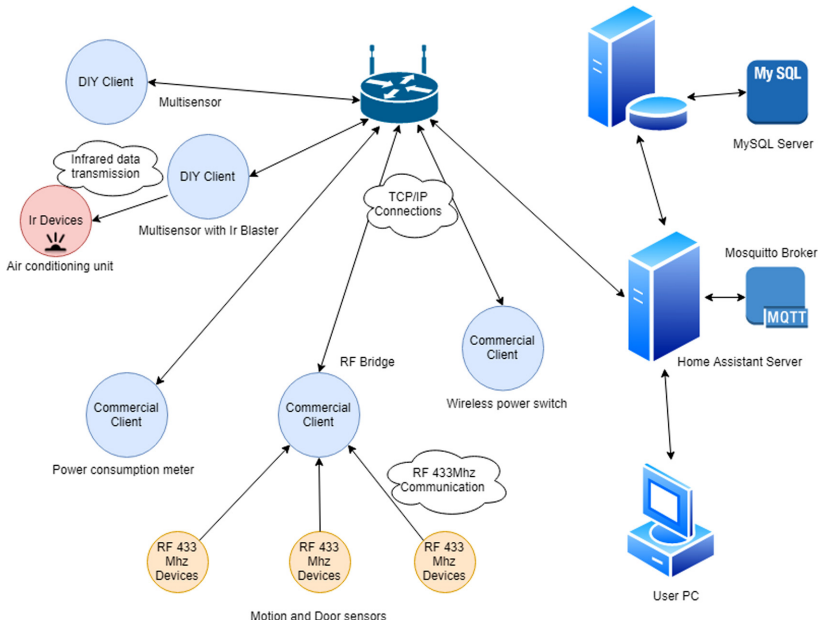 DIY Client
Multisensor
My SQL
MySQL Server
Infrared data
transmission
DIY Client
Ir Devices
Multisensor with Ir Blaster
Air conditioning unit
TCP/IP
Connections
Mosquitto Broker
MQTT
Home Assistant Server
RF Bridge
Commercial
Client
Wireless power switch
Commercial
Client
Power consumption meter
Commercial
Client
RF 433Mhz
Communication
RF 433
Mhz
Devices
RF 433
Mhz
Devices
RF 433
Mhz
Devices
Motion and Door sensors
User PC